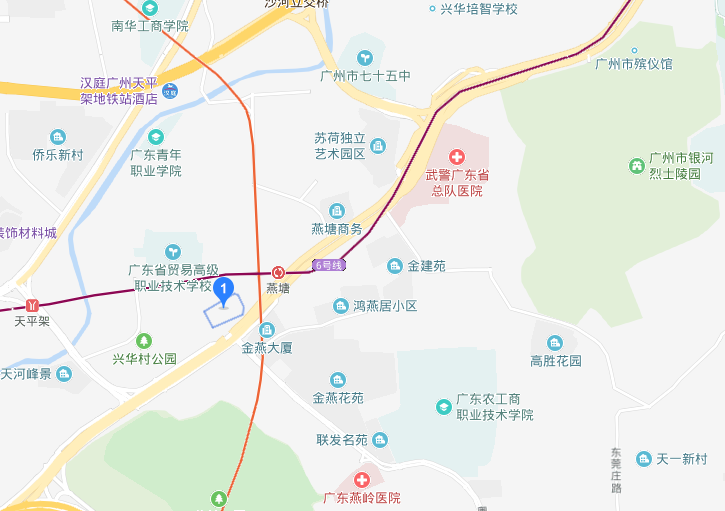 沙河立交桥
兴华培智学校
南华工商学院
广州市殡仪馆
广州市七十五中
汉庭广州天平
架地铁站酒店
汉庭
苏荷独立
艺术园区
侨乐新村
广东青年
职业学院
武警广东省
总队医院
广州市银河
烈士陵园
燕塘商务
装饰材料城
广东省贸易高级
职业技术学校
6号线
金建苑
燕塘
1
天平架
鸿燕居小区
金燕大厦
兴华村公园
高胜花园
天河峰景
金燕花苑
广东农工商
职业技术学院
联发名苑
东莞庄路
天一新村
广东燕岭医院